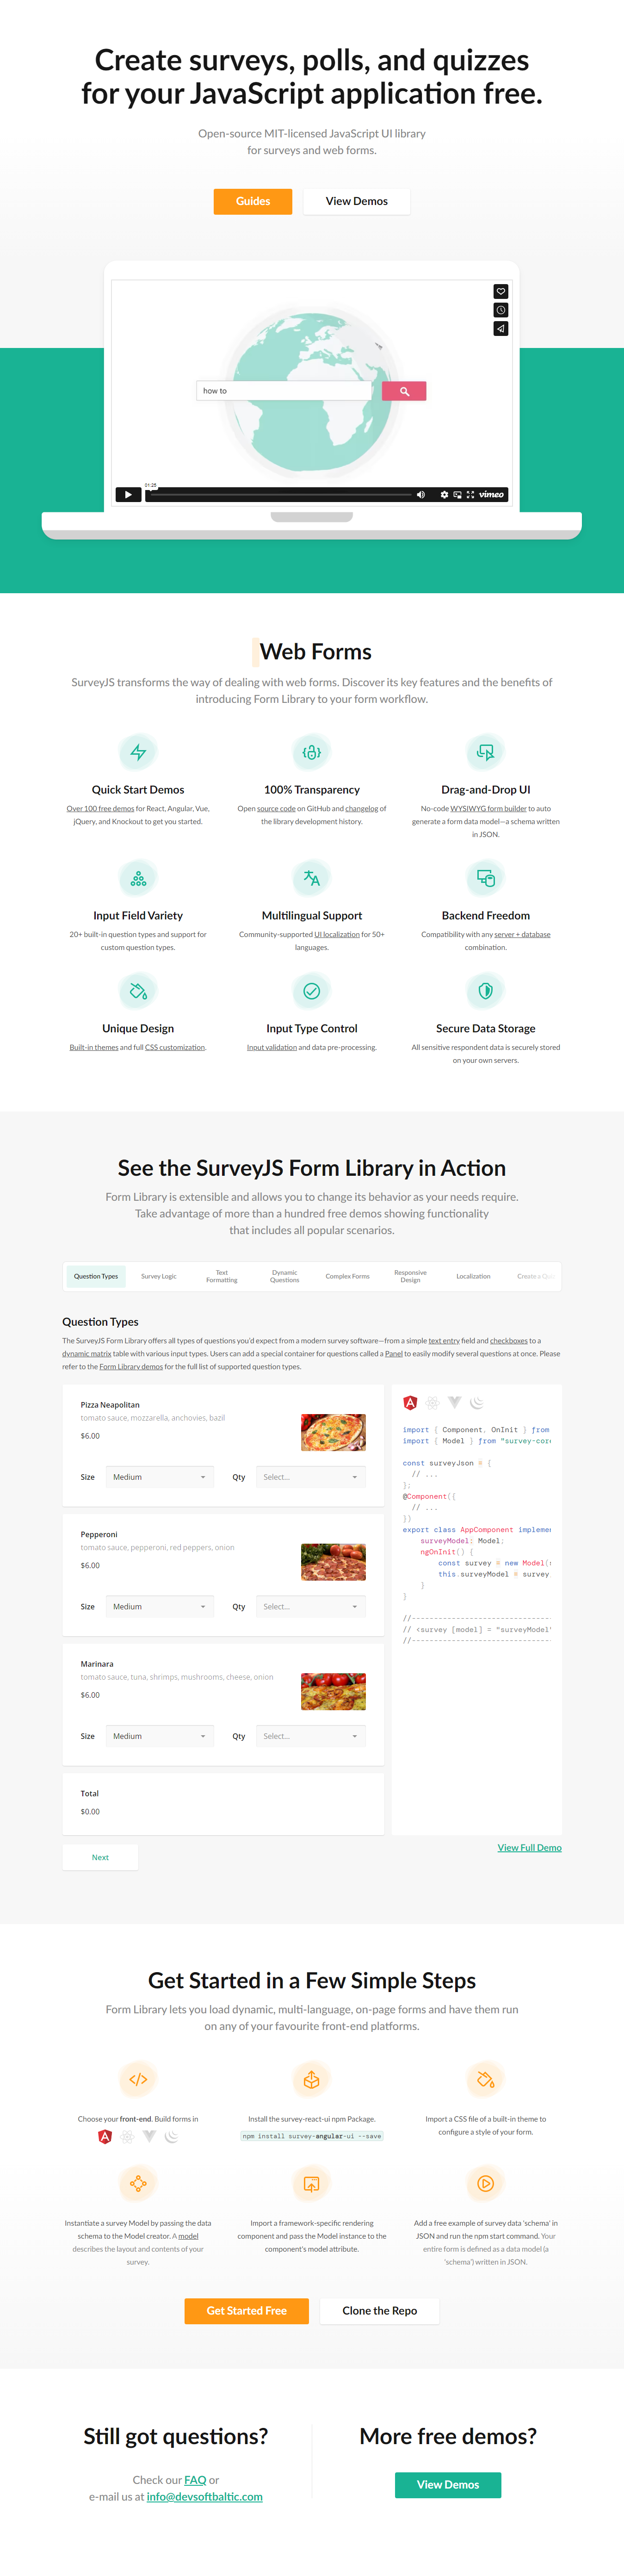 Create surveys, polls, and quizzes
for your JavaScript application free.
Open-source MIT-licensed JavaScript UI library
for surveys and web forms.
Guides
View Demos
how to
01:25
vimeo
Web Forms
SurveyJS transforms the way of dealing with web forms. Discover its key features and the benefits of
introducing Form Library to your form workflow.
Quick Start Demos
Over 100 free demos for React, Angular, Vue,
jQuery, and Knockout to get you started.
100% Transparency
Open source code on GitHub and changelog of
the library development history.
Drag-and-Drop UI
No-code WYSIWYG form builder to auto
generate a form data model—a schema written
in JSON.
Input Field Variety
20+ built-in question types and support for
custom question types.
Multilingual Support
Community-supported UI localization for 50+
languages.
Backend Freedom
Compatibility with any server + database
combination.
Unique Design
Built-in themes and full CSS customization.
Input Type Control
Input validation and data pre-processing.
Secure Data Storage
All sensitive respondent data is securely stored
on your own servers.
See the SurveyJS Form Library in Action
Form Library is extensible and allows you to change its behavior as your needs require.
Take advantage of more than a hundred free demos showing functionality
that includes all popular scenarios.
Question Types
Survey Logic
Text
Formatting
Dynamic
Questions
Complex Forms
Responsive
Design
Localization
Create a
Question Types
The SurveyJS Form Library offers all types of questions you'd expect from a modern survey software—from a simple text entry field and checkboxes to a
dynamic matrix table with various input types. Users can add a special container for questions called a Panel to easily modify several questions at once. Please
refer to the Form Library demos for the full list of supported question types.
Pizza Neapolitan
tomato sauce, mozzarella, anchovies, bazil
$6.00
Size
Medium
Qty
Select...
Pepperoni
tomato sauce, pepperoni, red peppers, onion
$6.00
Size
Medium
Qty
Select...
Marinara
tomato sauce, tuna, shrimps, mushrooms, cheese, onion
$6.00
Size
Medium
Qty
Select...
Total
$0.00
Next
import { Component, OnInit } from
import { Model } from "survey-core
const surveyJson = {
// ...
};
@Component({
// ...
})
export class AppComponent implemen
surveyModel: Model;
ngOnInit() {
const survey = new Model(
this.surveyModel = survey
}
}
//--------------------------------
// <survey [model] = "surveyModel"
//--------------------------------
View Full Demo
Get Started in a Few Simple Steps
Form Library lets you load dynamic, multi-language, on-page forms and have them run
on any of your favourite front-end platforms.
Choose your front-end. Build forms in
Install the survey-react-ui npm Package.
npm install survey-angular-ui --save
Import a CSS file of a built-in theme to
configure a style of your form.
Instantiate a survey Model by passing the data
schema to the Model creator. A model
describes the layout and contents of your
survey.
Import a framework-specific rendering
component and pass the Model instance to the
component's model attribute.
Add a free example of survey data 'schema' in
JSON and run the npm start command. Your
entire form is defined as a data model (a
'schema') written in JSON.
Get Started Free
Clone the Repo
Still got questions?
Check our FAQ or
e-mail us at info@devsoftbaltic.com
More free demos?
View Demos